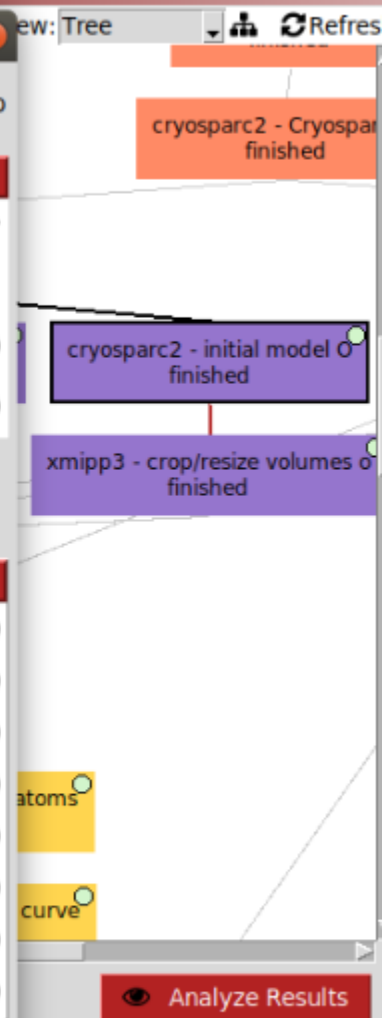 ew: Tree Refres
finished
cryosparc2 - Cryospar
finished
cryosparc2 - initial model O
finished
xmipp3 - crop/resize volumes o
finished
atoms
curve
Analyze Results